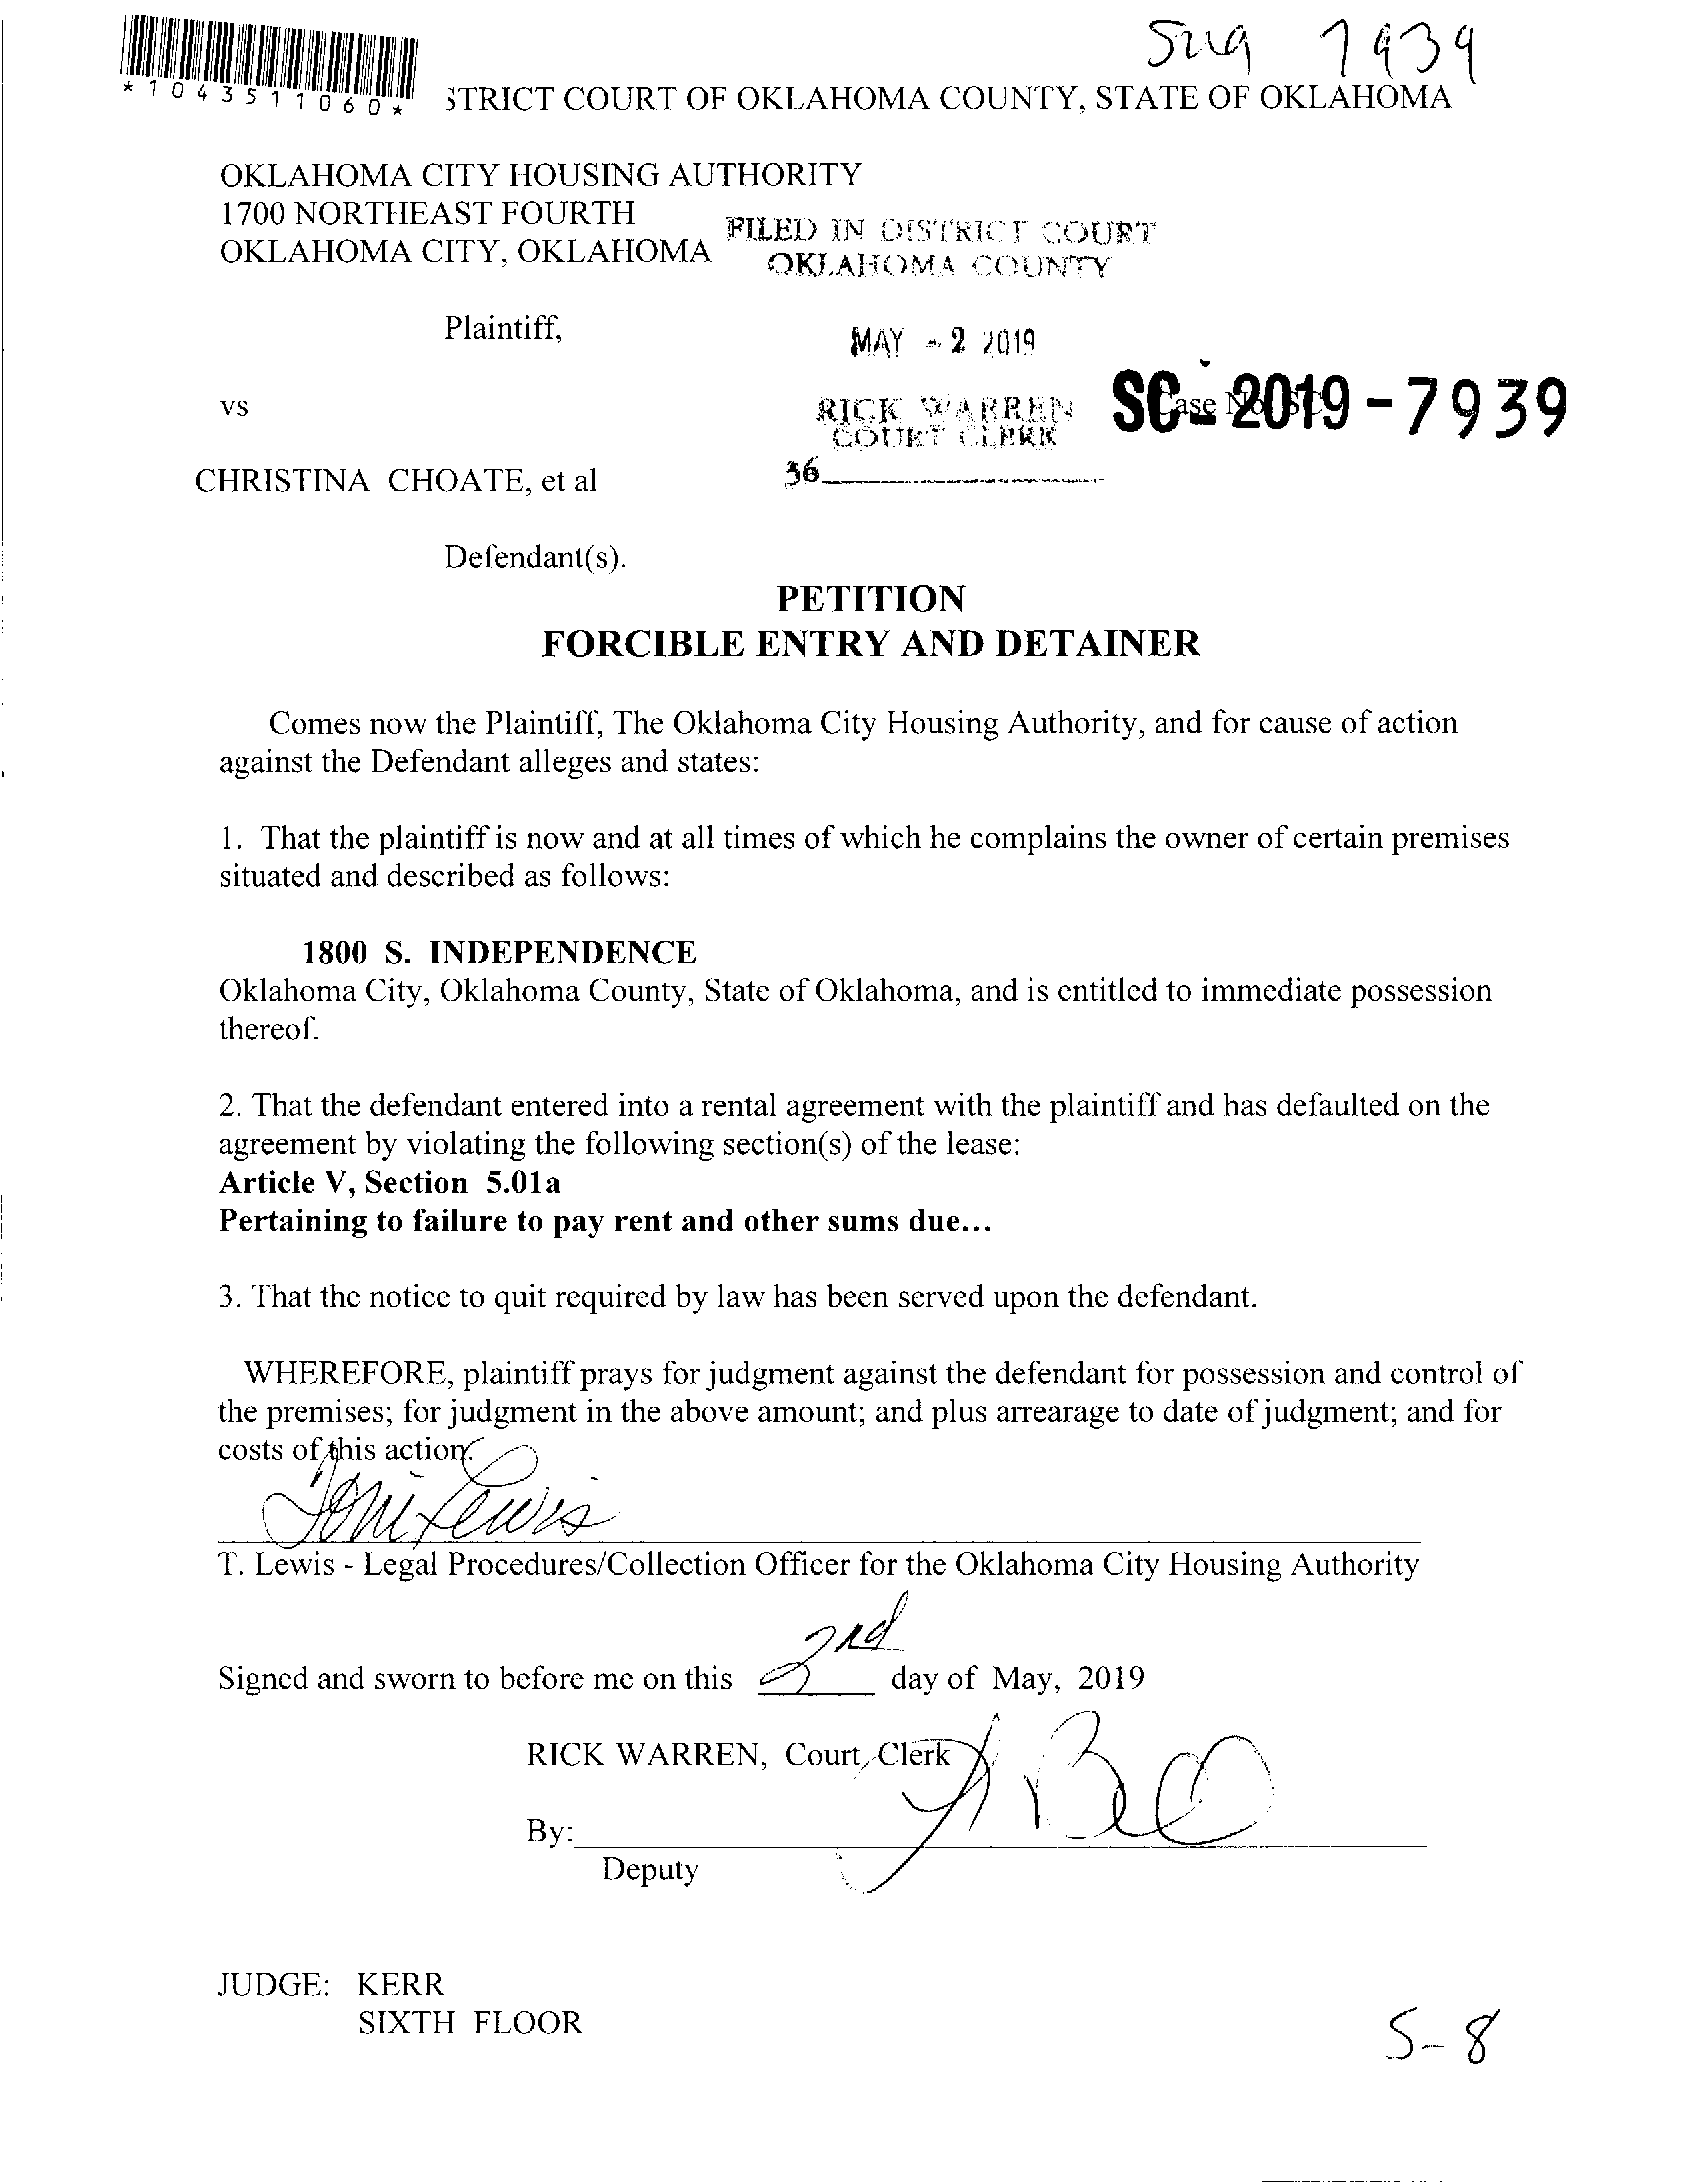 7939
*1043511060*
STRICT COURT OF OKLAHOMA COUNTY, STATE OF OKLAHOMA
OKLAHOMA CITY HOUSING AUTHORITY
1700 NORTHEAST FOURTH
OKLAHOMA CITY, OKLAHOMA
FILED IN DISTRICT COURT
OKLAHOMA COUNTY
Plaintiff,
MAY - 2 2019
vs
RICK WARREN
COURT CLERK
Case No. SC
SC-2019-7939
36
CHRISTINA CHOATE, et al
Defendant(s).
PETITION
FORCIBLE ENTRY AND DETAINER
Comes now the Plaintiff, The Oklahoma City Housing Authority, and for cause of action
against the Defendant alleges and states:
1. That the plaintiff is now and at all times of which he complains the owner of certain premises
situated and described as follows:
1800 S. INDEPENDENCE
Oklahoma City, Oklahoma County, State of Oklahoma, and is entitled to immediate possession
thereof.
2. That the defendant entered into a rental agreement with the plaintiff and has defaulted on the
agreement by violating the following section(s) of the lease:
Article V, Section 5.01a
Pertaining to failure to pay rent and other sums due...
3. That the notice to quit required by law has been served upon the defendant.
WHEREFORE, plaintiff prays for judgment against the defendant for possession and control of
the premises; for judgment in the above amount; and plus arrearage to date of judgment; and for
costs of this action.
Toni Lewis
T. Lewis - Legal Procedures/Collection Officer for the Oklahoma City Housing Authority
Signed and sworn to before me on this 2nd day of May, 2019
RICK WARREN, Court Clerk
By:
Deputy
JUDGE: KERR
SIXTH FLOOR
5-8